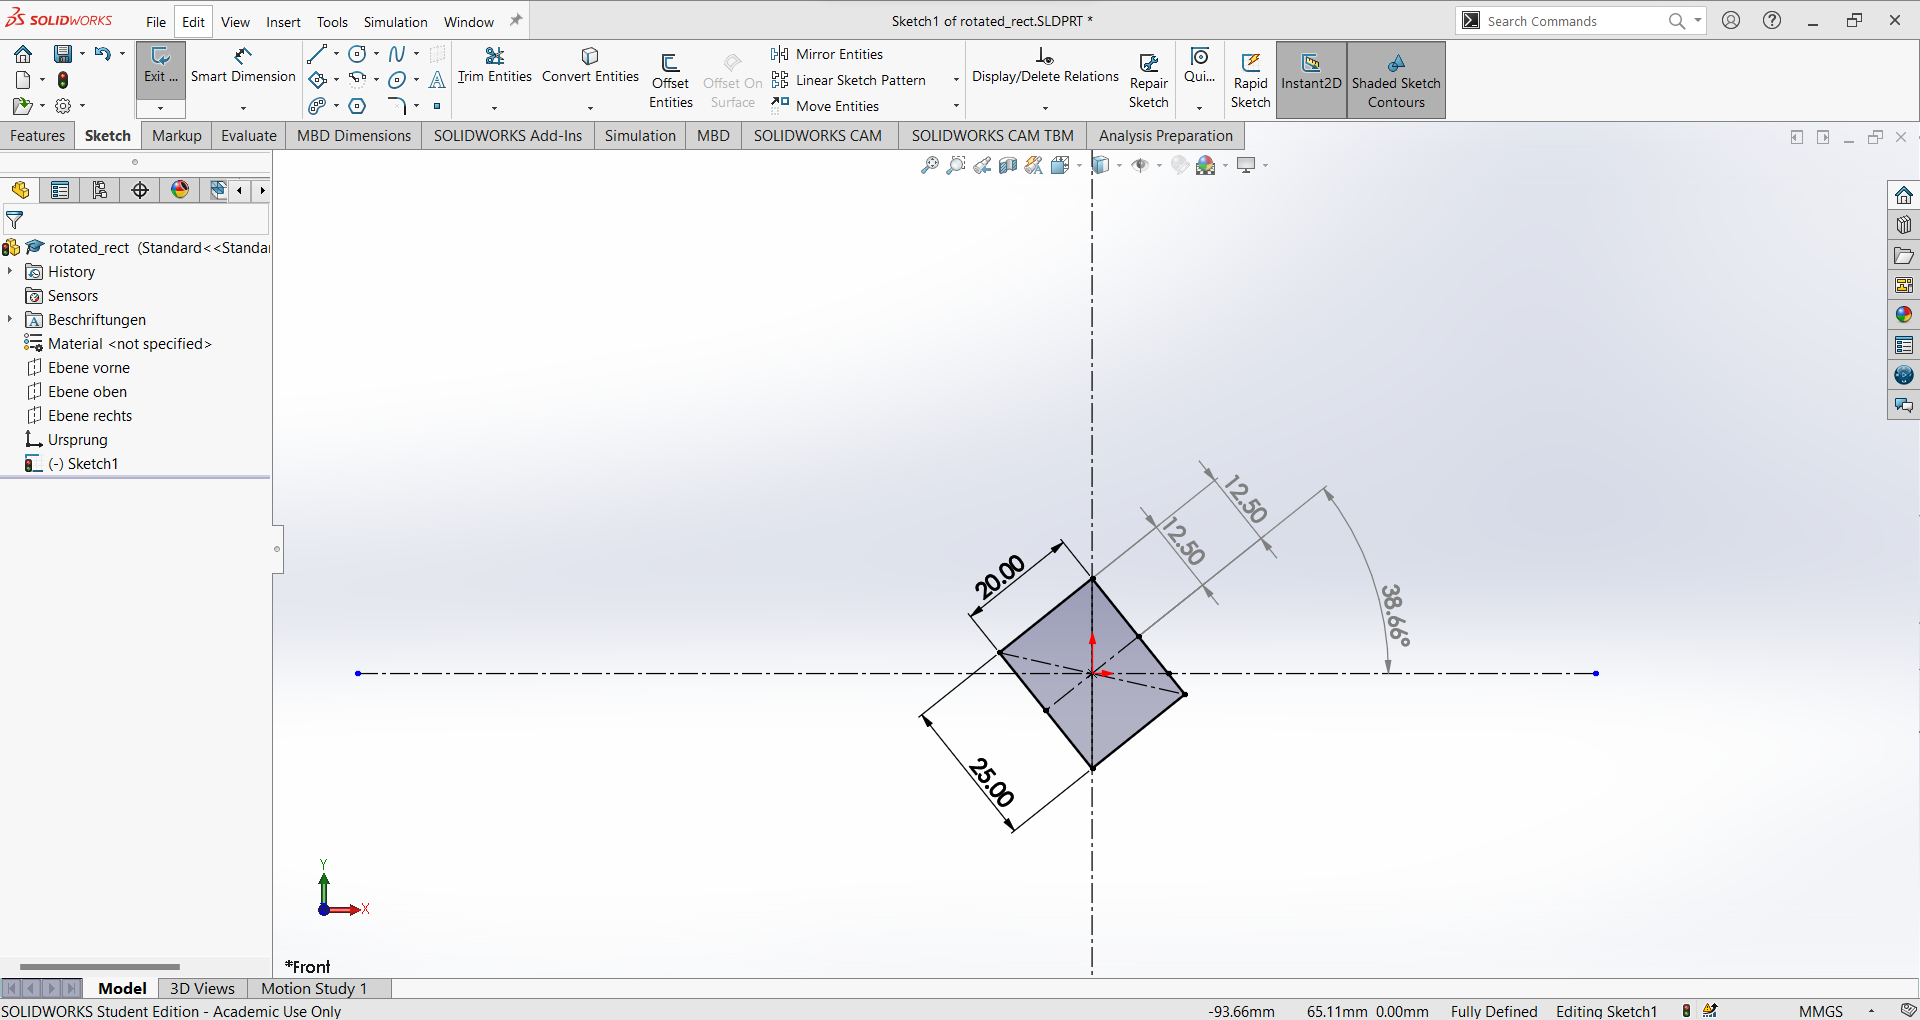 SOLIDWORKS File Edit View Insert Tools Simulation Window Sketch1 of rotated_rect.SLDPRT * Search Commands
Exit ... Smart Dimension Trim Entities Convert Entities Offset Entities Offset On Surface Mirror Entities Linear Sketch Pattern Move Entities Display/Delete Relations Repair Sketch Qui... Rapid Sketch Instant2D Shaded Sketch Contours
Features Sketch Markup Evaluate MBD Dimensions SOLIDWORKS Add-Ins Simulation MBD SOLIDWORKS CAM SOLIDWORKS CAM TBM Analysis Preparation
rotated_rect (Standard<<Standar
History
Sensors
Beschriftungen
Material <not specified>
Ebene vorne
Ebene oben
Ebene rechts
Ursprung
(-) Sketch1
12.50
12.50
20.00
38.66°
25.00
Y
X
*Front
Model 3D Views Motion Study 1
SOLIDWORKS Student Edition - Academic Use Only -93.66mm 65.11mm 0.00mm Fully Defined Editing Sketch1 MMGS